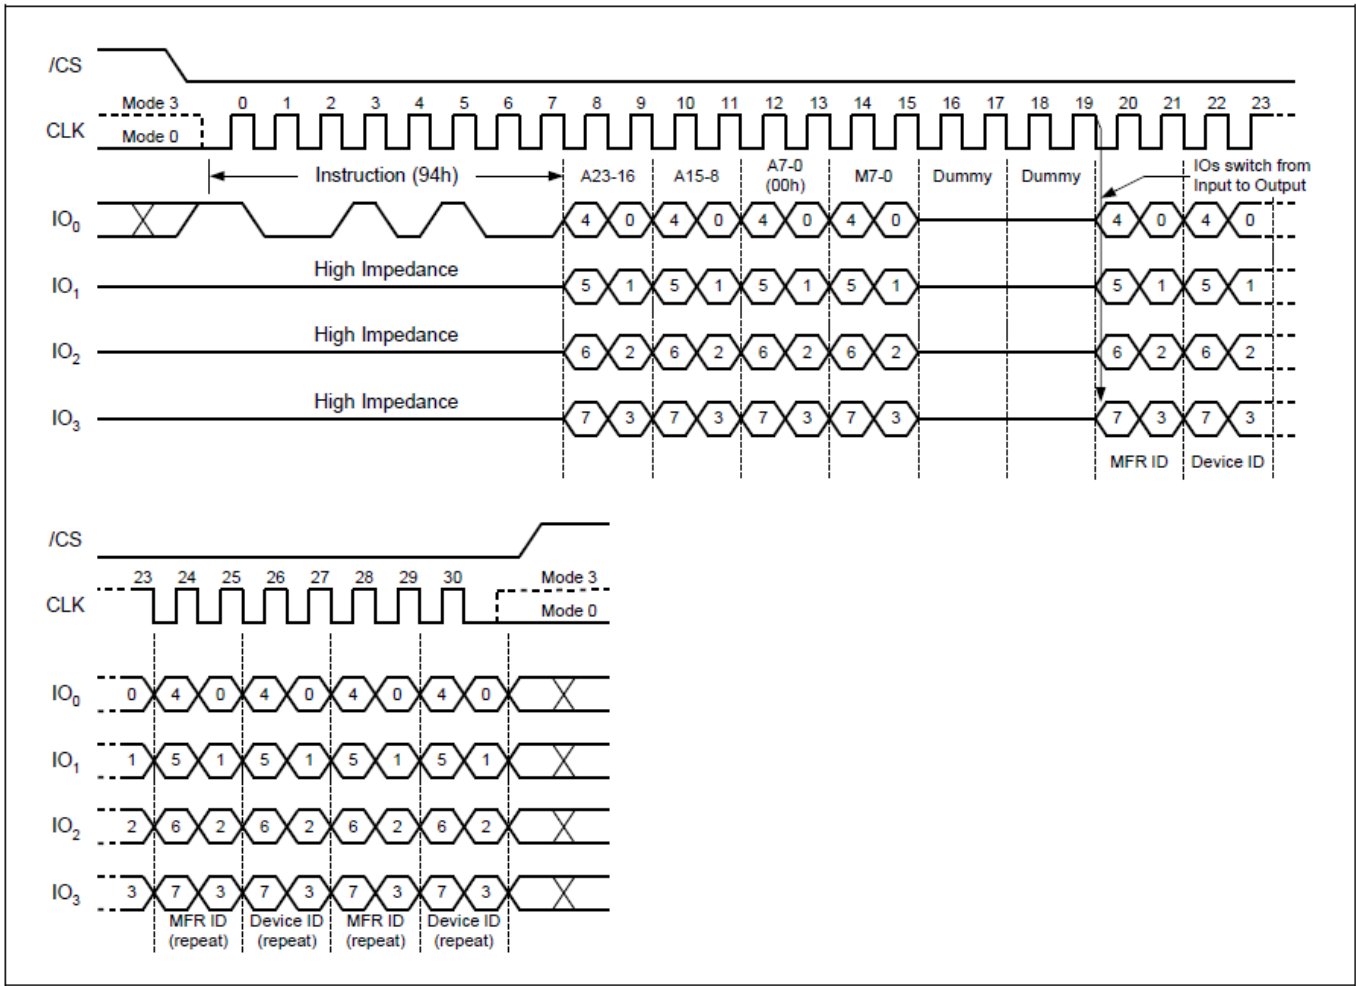 /CS
Mode 3 0 1 2 3 4 5 6 7 8 9 10 11 12 13 14 15 16 17 18 19 20 21 22 23
CLK
Mode 0
Instruction (94h) A23-16 A15-8 A7-0 (00h) M7-0 Dummy Dummy IOs switch from Input to Output
IO0 4 0 4 0 4 0 4 0 4 0 4 0
High Impedance
IO1 5 1 5 1 5 1 5 1 5 1 5 1
High Impedance
IO2 6 2 6 2 6 2 6 2 6 2 6 2
High Impedance
IO3 7 3 7 3 7 3 7 3 7 3 7 3
MFR ID Device ID
/CS
23 24 25 26 27 28 29 30 Mode 3
CLK
Mode 0
IO0 0 4 0 4 0 4 0 4 0
IO1 1 5 1 5 1 5 1 5 1
IO2 2 6 2 6 2 6 2 6 2
IO3 3 7 3 7 3 7 3 7 3
MFR ID Device ID MFR ID Device ID
(repeat) (repeat) (repeat) (repeat)